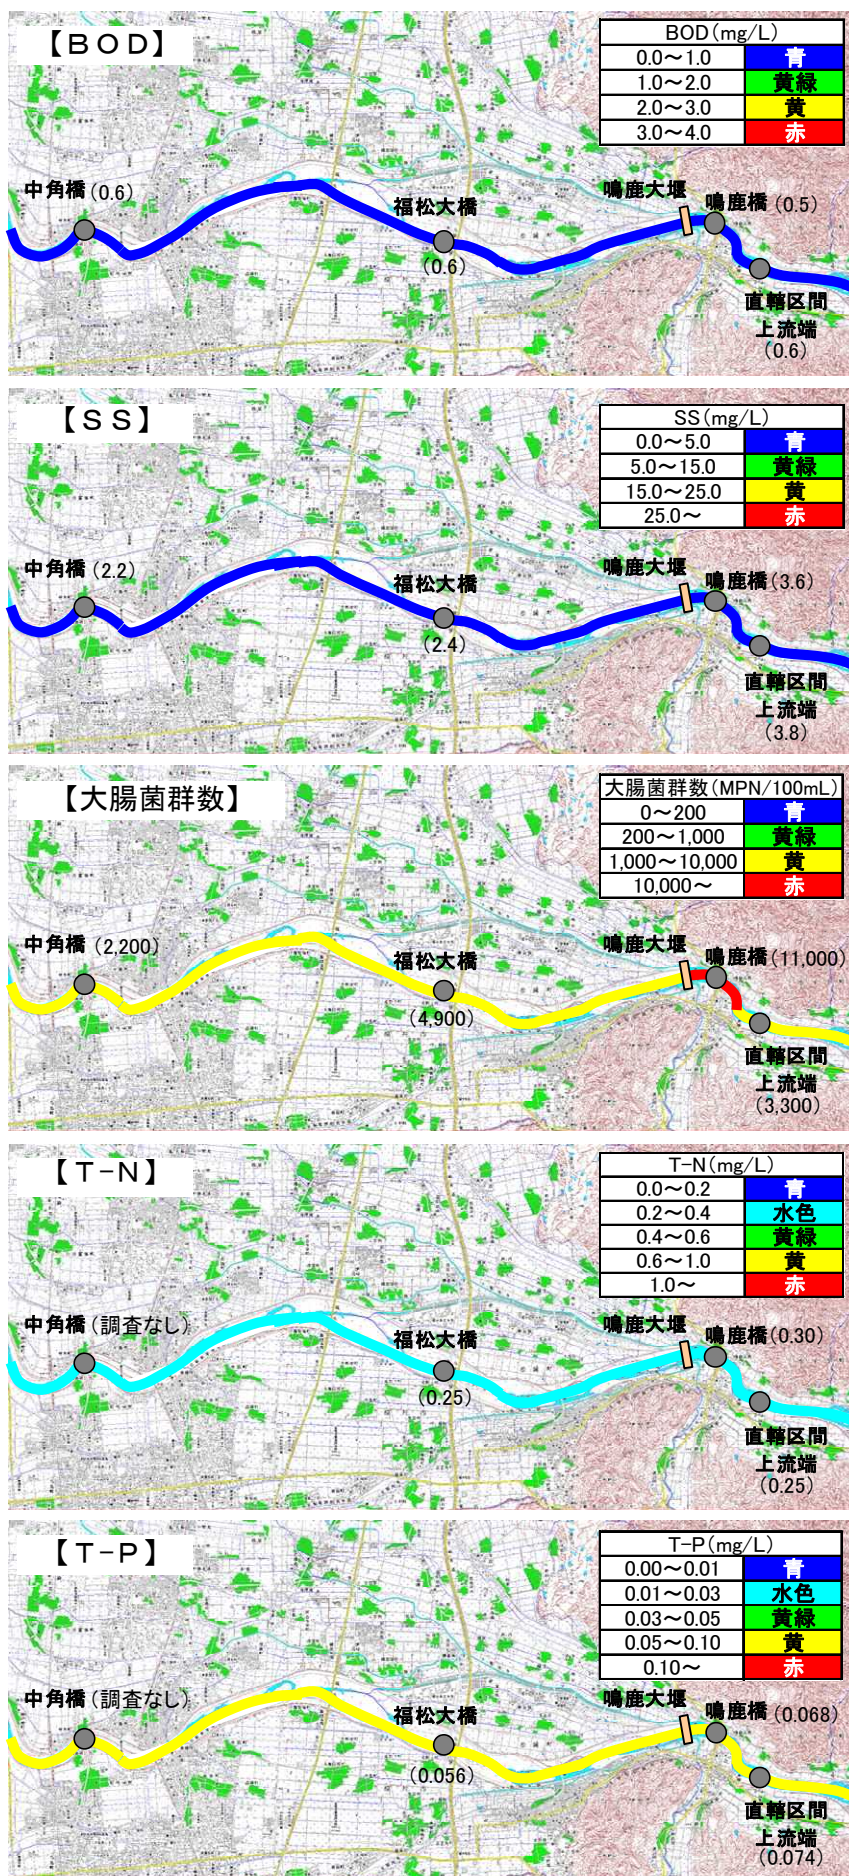 【BOD】
BOD(mg/L)
0.0～1.0 青
1.0～2.0 黄緑
2.0～3.0 黄
3.0～4.0 赤
中角橋(0.6)
福松大橋
(0.6)
鳴鹿大堰
鳴鹿橋(0.5)
直轄区間
上流端
(0.6)
【SS】
SS(mg/L)
0.0～5.0 青
5.0～15.0 黄緑
15.0～25.0 黄
25.0～ 赤
中角橋(2.2)
福松大橋
(2.4)
鳴鹿大堰
鳴鹿橋(3.6)
直轄区間
上流端
(3.8)
【大腸菌群数】
大腸菌群数(MPN/100mL)
0～200 青
200～1,000 黄緑
1,000～10,000 黄
10,000～ 赤
中角橋(2,200)
福松大橋
(4,900)
鳴鹿大堰
鳴鹿橋(11,000)
直轄区間
上流端
(3,300)
【T-N】
T-N(mg/L)
0.0～0.2 青
0.2～0.4 水色
0.4～0.6 黄緑
0.6～1.0 黄
1.0～ 赤
中角橋(調査なし)
福松大橋
(0.25)
鳴鹿大堰
鳴鹿橋(0.30)
直轄区間
上流端
(0.25)
【T-P】
T-P(mg/L)
0.00～0.01 青
0.01～0.03 水色
0.03～0.05 黄緑
0.05～0.10 黄
0.10～ 赤
中角橋(調査なし)
福松大橋
(0.056)
鳴鹿大堰
鳴鹿橋(0.068)
直轄区間
上流端
(0.074)